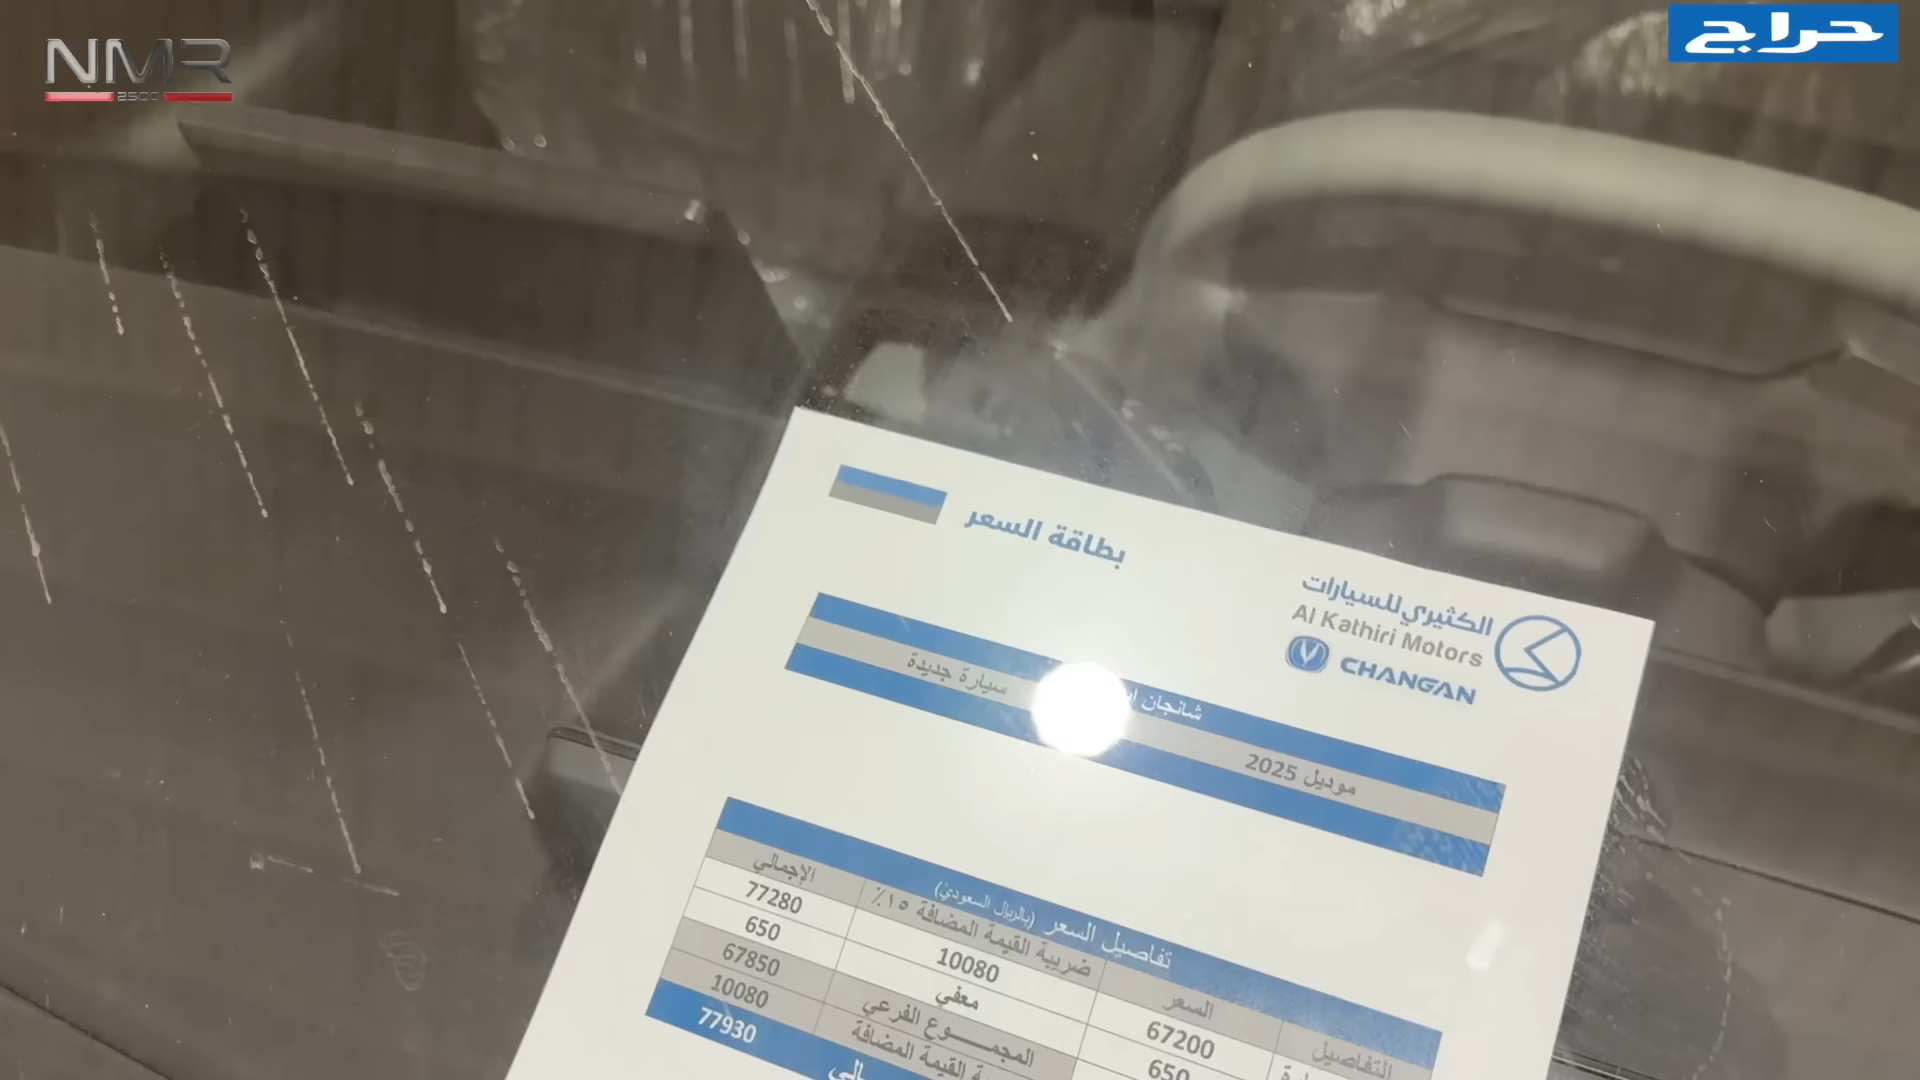 NMR
2500
حراج
بطاقة السعر
الكثيري للسيارات
Al Kathiri Motors
CHANGAN
شانجان
موديل 2025 سيارة جديدة
تفاصيل السعر (بالريال السعودي)
التفاصيل السعر ضريبة القيمة المضافة ١٥٪ الإجمالي
67200 10080 77280
650 معفي 650
المجمــــوع الفرعي 67850
القيمة المضافة 10080
77930